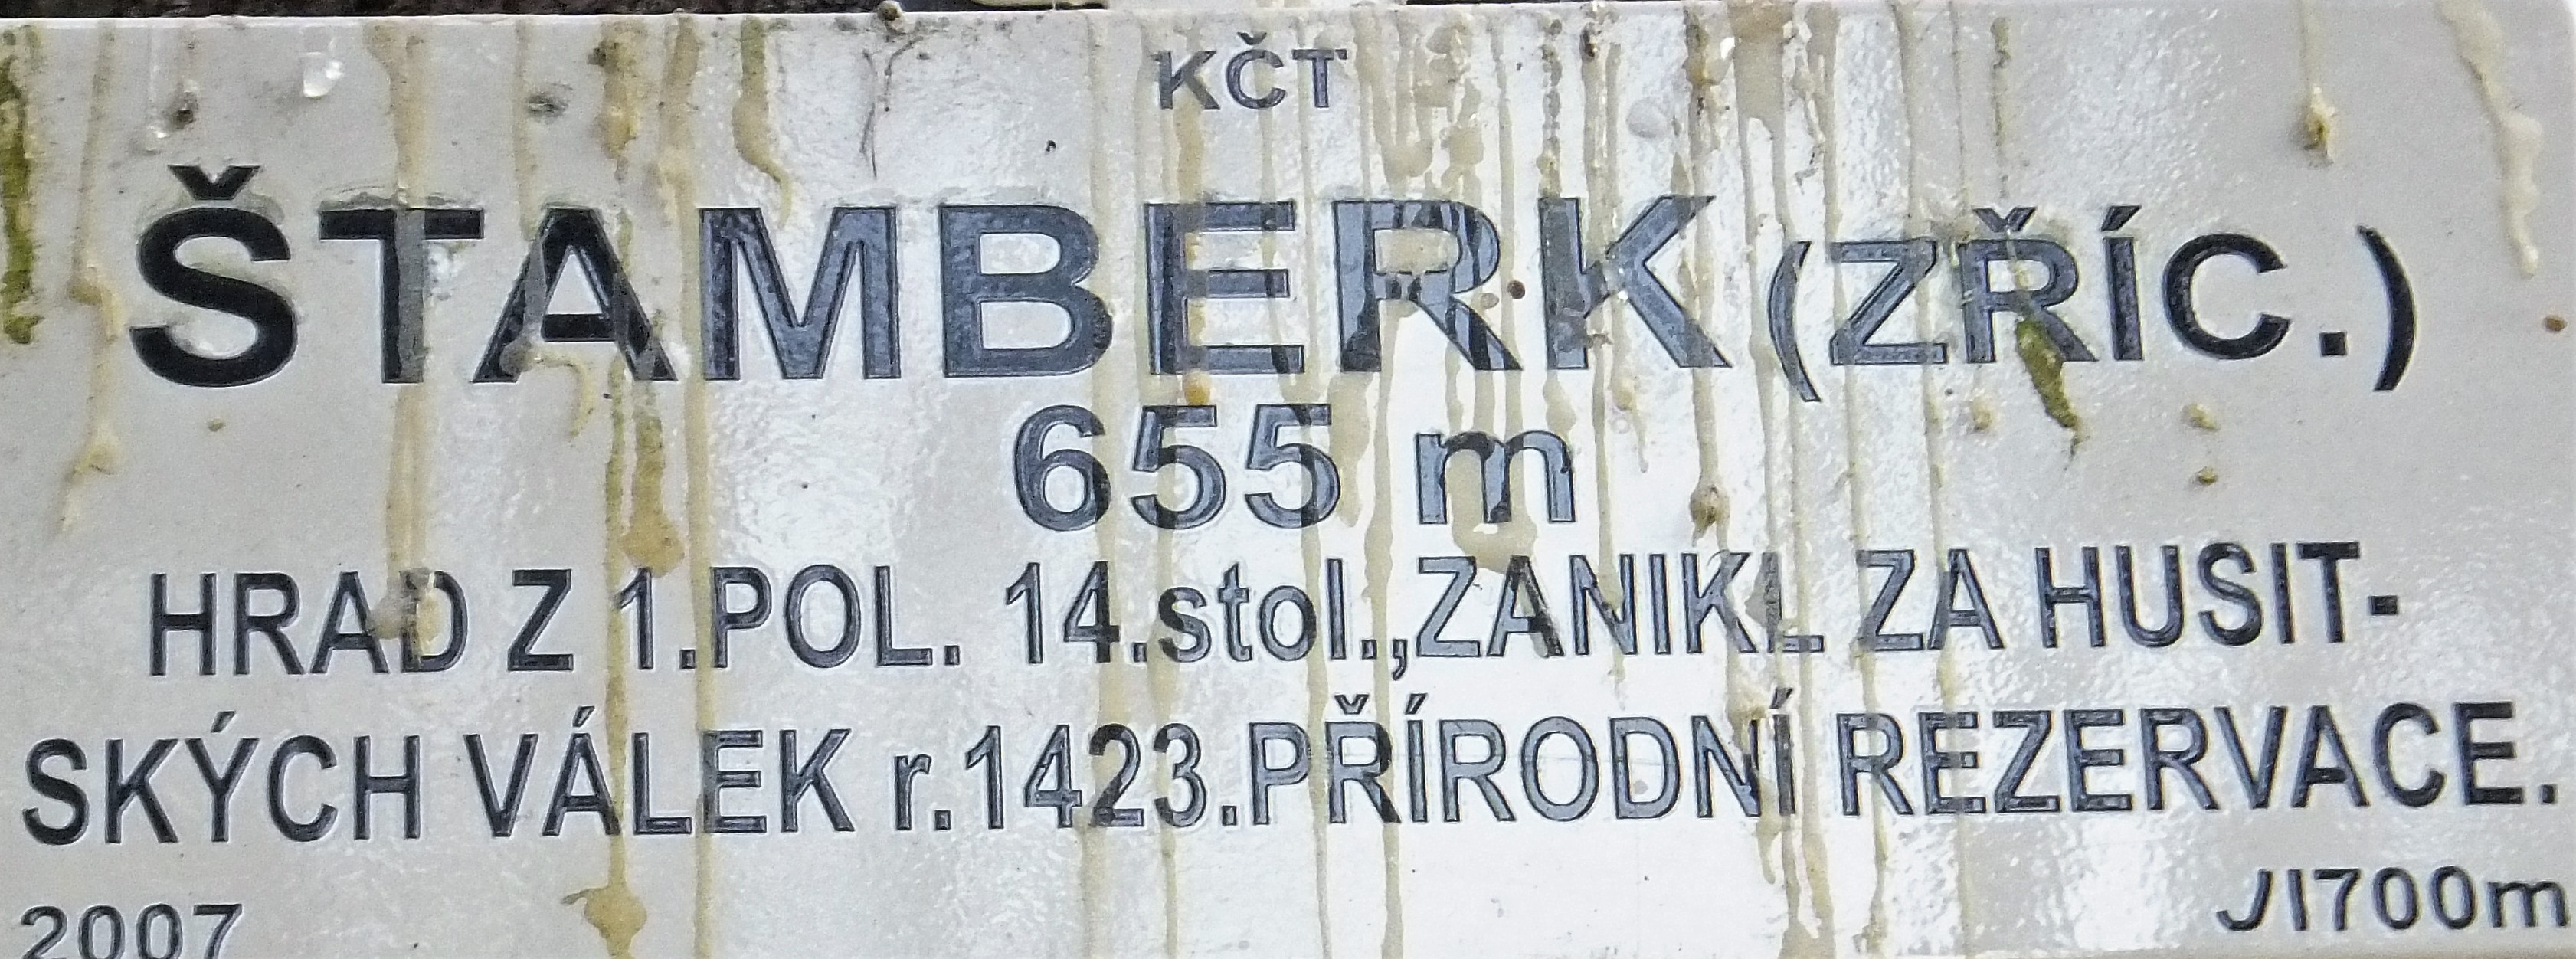 KČT
ŠTAMBERK (ZŘÍC.)
655 m
HRAD Z 1.POL. 14.stol.,ZANIKL ZA HUSIT-
SKÝCH VÁLEK r.1423.PŘÍRODNÍ REZERVACE.
2007 JI700m